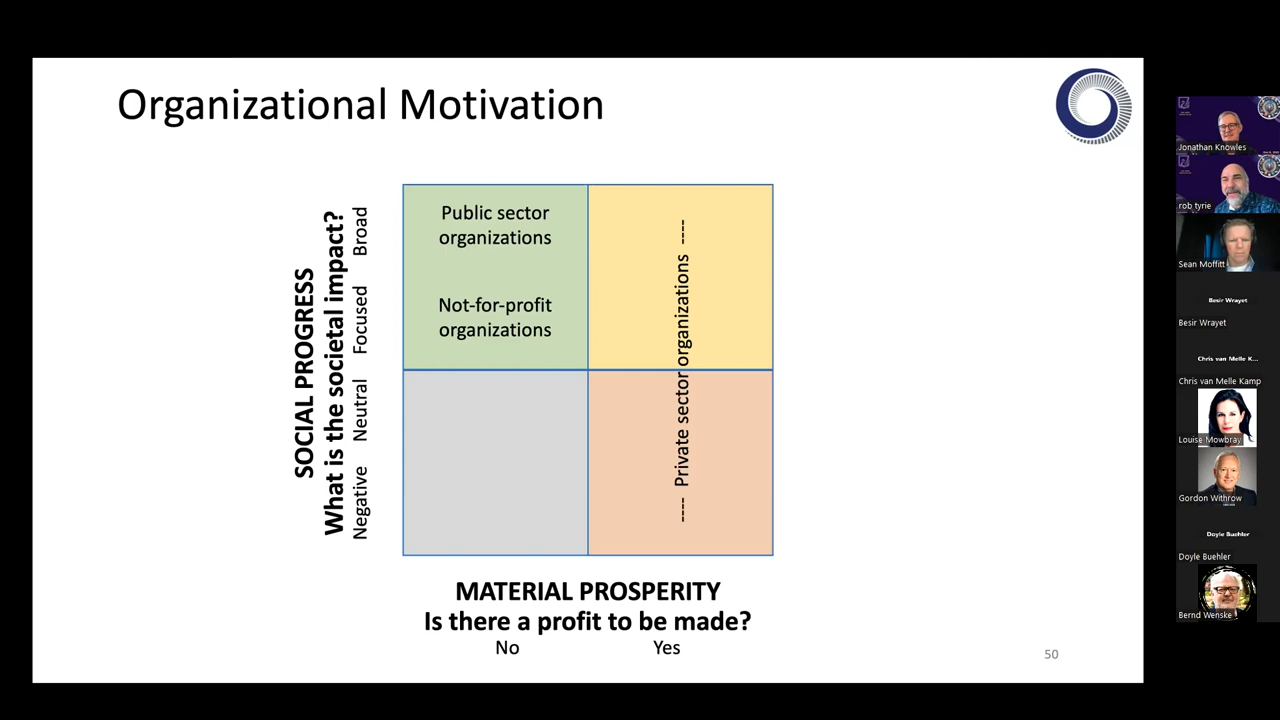 Organizational Motivation
SOCIAL PROGRESS
What is the societal impact?
Negative Neutral Focused Broad
Public sector
organizations
Not-for-profit
organizations
---- Private sector organizations ----
MATERIAL PROSPERITY
Is there a profit to be made?
No Yes
50
Jonathan Knowles
rob tyrie
Sean Moffitt
Besir Wrayet
Besir Wrayet
Chris van Melle K...
Chris van Melle Kamp
Louise Mowbray
Gordon Withrow
Doyle Buehler
Doyle Buehler
Bernd Wenske